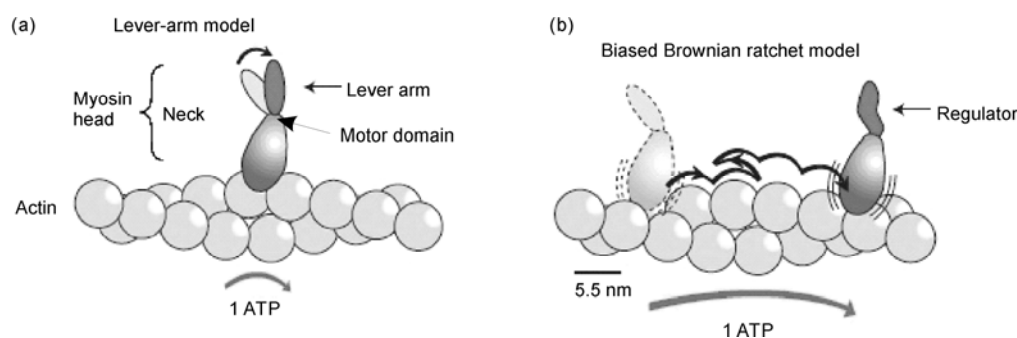 (a)
Lever-arm model
Myosin
head
Neck
Lever arm
Motor domain
Actin
1 ATP
(b)
Biased Brownian ratchet model
Regulator
5.5 nm
1 ATP